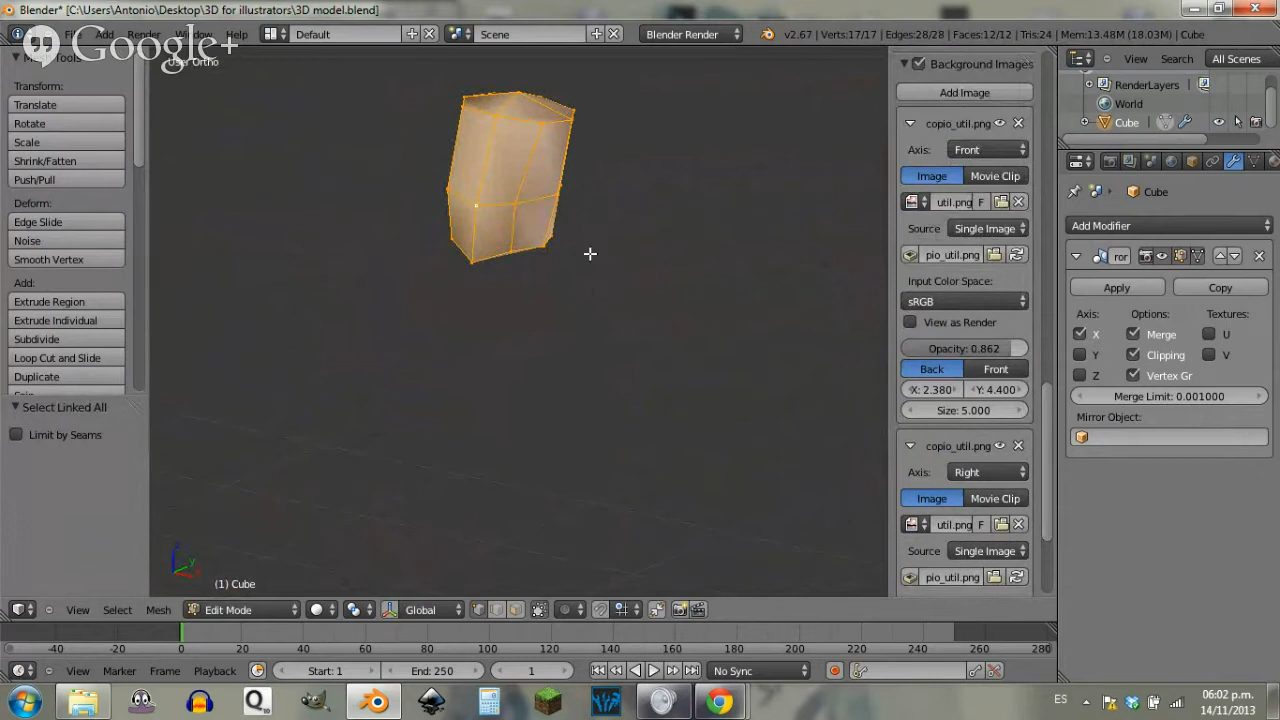 Blender* [C:\Users\Antonio\Desktop\3D for illustrators\3D model.blend]
Google+
File Add Render Window Help
Default
Scene
Blender Render
v2.67 | Verts:17/17 | Edges:28/28 | Faces:12/12 | Tris:24 | Mem:13.48M (18.03M) | Cube
User Ortho
Tools
Transform:
Translate
Rotate
Scale
Shrink/Fatten
Push/Pull
Deform:
Edge Slide
Noise
Smooth Vertex
Add:
Extrude Region
Extrude Individual
Subdivide
Loop Cut and Slide
Duplicate
Select Linked All
Limit by Seams
z
y
x
(1) Cube
Background Images
Add Image
copio_util.png
Axis: Front
Image Movie Clip
util.png F
Source Single Image
pio_util.png
Input Color Space:
sRGB
View as Render
Opacity: 0.862
Back Front
X: 2.380 Y: 4.400
Size: 5.000
copio_util.png
Axis: Right
Image Movie Clip
util.png F
Source Single Image
pio_util.png
View Search All Scenes
RenderLayers
World
Cube
Cube
Add Modifier
ror
Apply Copy
Axis: Options: Textures:
X Merge U
Y Clipping V
Z Vertex Gr
Merge Limit: 0.001000
Mirror Object:
View Select Mesh Edit Mode Global
-40 -20 0 20 40 60 80 100 120 140 160 180 200 220 240 260 280
View Marker Frame Playback Start: 1 End: 250 1 No Sync
Q
ES
06:02 p.m.
14/11/2013